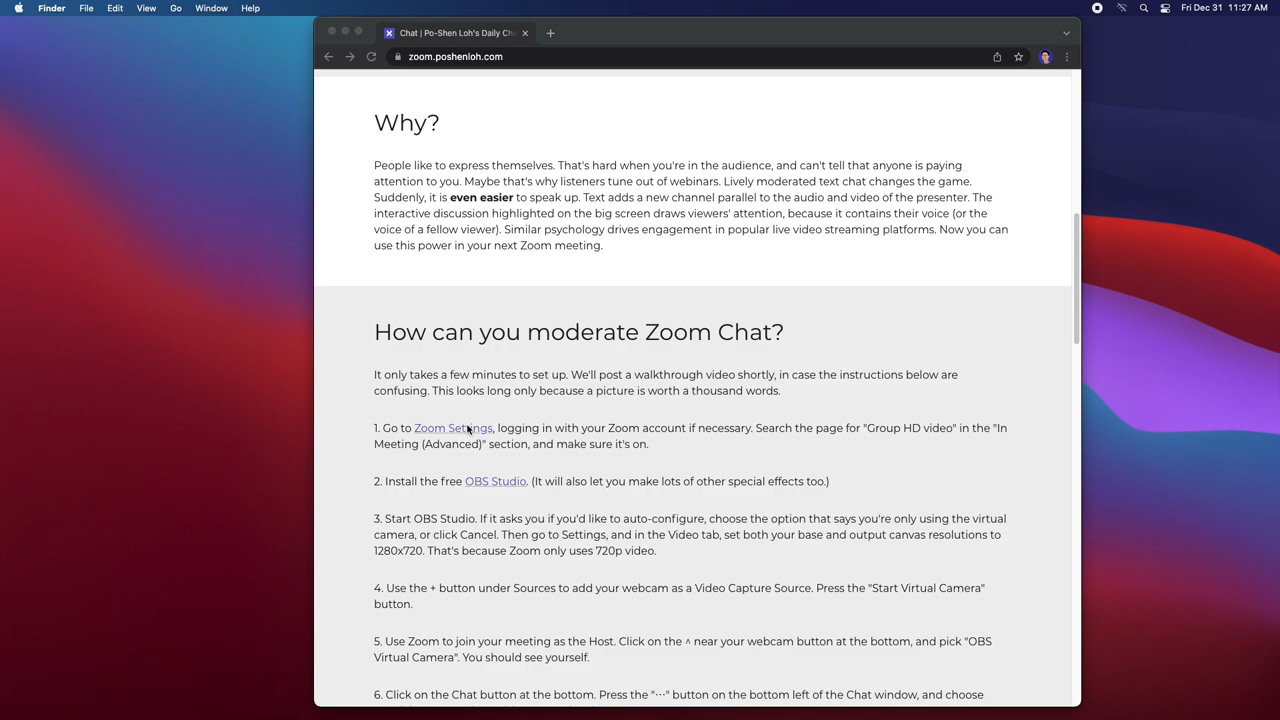 Finder File Edit View Go Window Help Fri Dec 31 11:27 AM
Chat | Po-Shen Loh's Daily Cha
zoom.poshenloh.com
Why?
People like to express themselves. That's hard when you're in the audience, and can't tell that anyone is paying
attention to you. Maybe that's why listeners tune out of webinars. Lively moderated text chat changes the game.
Suddenly, it is even easier to speak up. Text adds a new channel parallel to the audio and video of the presenter. The
interactive discussion highlighted on the big screen draws viewers' attention, because it contains their voice (or the
voice of a fellow viewer). Similar psychology drives engagement in popular live video streaming platforms. Now you can
use this power in your next Zoom meeting.
How can you moderate Zoom Chat?
It only takes a few minutes to set up. We'll post a walkthrough video shortly, in case the instructions below are
confusing. This looks long only because a picture is worth a thousand words.
1. Go to Zoom Settings, logging in with your Zoom account if necessary. Search the page for "Group HD video" in the "In
Meeting (Advanced)" section, and make sure it's on.
2. Install the free OBS Studio. (It will also let you make lots of other special effects too.)
3. Start OBS Studio. If it asks you if you'd like to auto-configure, choose the option that says you're only using the virtual
camera, or click Cancel. Then go to Settings, and in the Video tab, set both your base and output canvas resolutions to
1280x720. That's because Zoom only uses 720p video.
4. Use the + button under Sources to add your webcam as a Video Capture Source. Press the "Start Virtual Camera"
button.
5. Use Zoom to join your meeting as the Host. Click on the ^ near your webcam button at the bottom, and pick "OBS
Virtual Camera". You should see yourself.
6. Click on the Chat button at the bottom. Press the "···" button on the bottom left of the Chat window, and choose